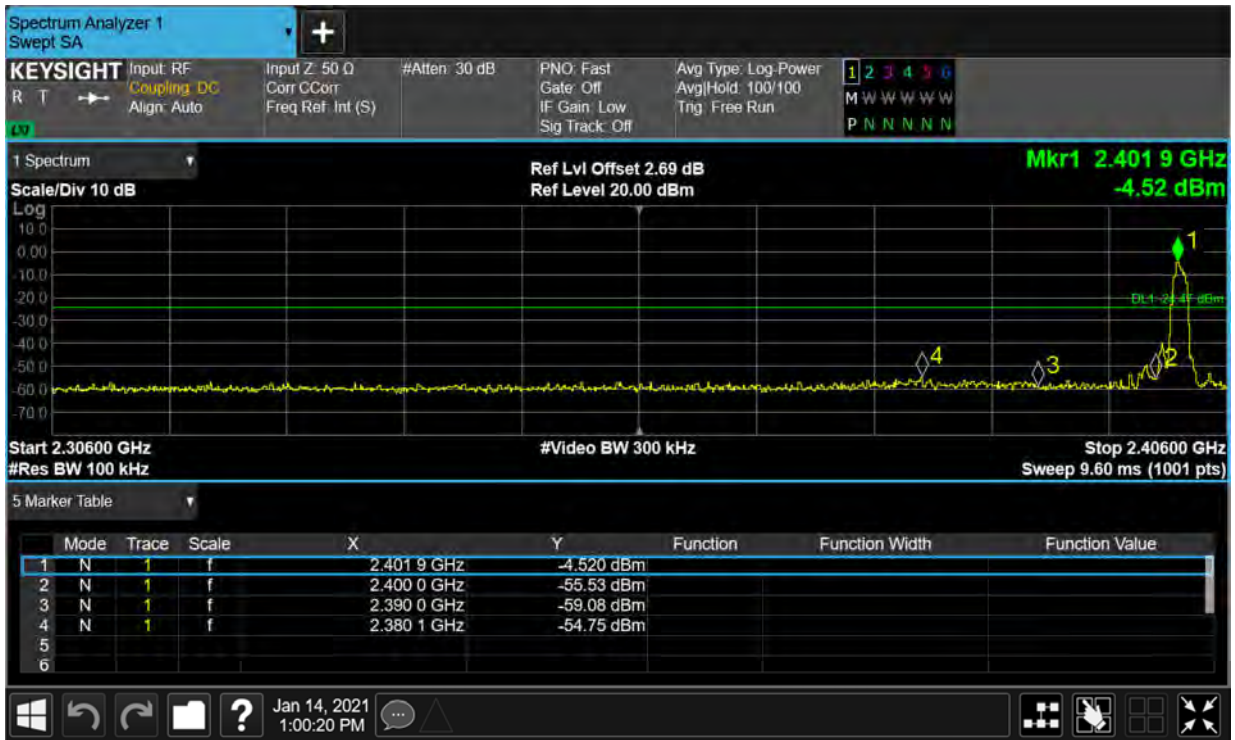 Spectrum Analyzer 1
Swept SA
KEYSIGHT
R T
LXI
Input: RF
Coupling: DC
Align: Auto
Input Z: 50 Ω
Corr CCorr
Freq Ref: Int (S)
#Atten: 30 dB
PNO: Fast
Gate: Off
IF Gain: Low
Sig Track: Off
Avg Type: Log-Power
Avg|Hold: 100/100
Trig: Free Run
1 2 3 4 5 6
M W W W W W
P N N N N N
1 Spectrum
Scale/Div 10 dB
Ref Lvl Offset 2.69 dB
Ref Level 20.00 dBm
Mkr1 2.401 9 GHz
-4.52 dBm
Log
10.0
0.00
-10.0
-20.0
-30.0
-40.0
-50.0
-60.0
-70.0
1
DL1 -24.47 dBm
4
3
2
Start 2.30600 GHz
#Video BW 300 kHz
Stop 2.40600 GHz
#Res BW 100 kHz
Sweep 9.60 ms (1001 pts)
5 Marker Table
Mode Trace Scale X Y Function Function Width Function Value
1 N 1 f 2.401 9 GHz -4.520 dBm
2 N 1 f 2.400 0 GHz -55.53 dBm
3 N 1 f 2.390 0 GHz -59.08 dBm
4 N 1 f 2.380 1 GHz -54.75 dBm
5
6
?
Jan 14, 2021
1:00:20 PM